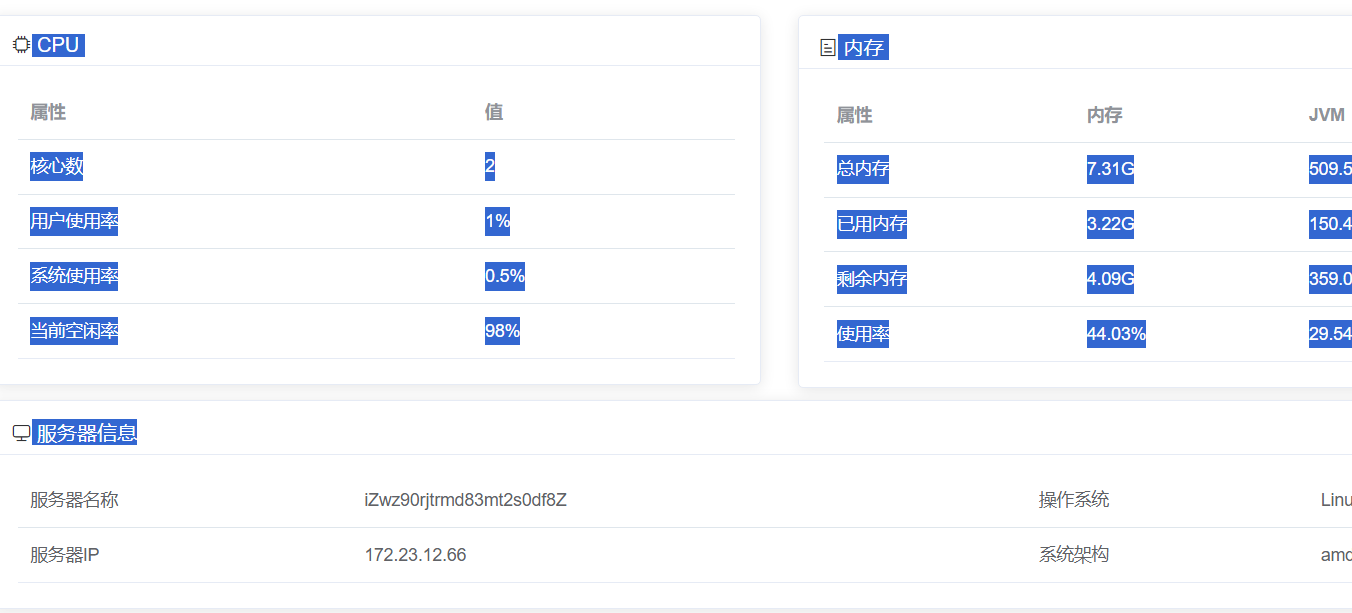 CPU
属性 值
核心数 2
用户使用率 1%
系统使用率 0.5%
当前空闲率 98%
内存
属性 内存 JVM
总内存 7.31G 509.5
已用内存 3.22G 150.4
剩余内存 4.09G 359.0
使用率 44.03% 29.54
服务器信息
服务器名称 iZwz90rjtrmd83mt2s0df8Z 操作系统 Linu
服务器IP 172.23.12.66 系统架构 amd